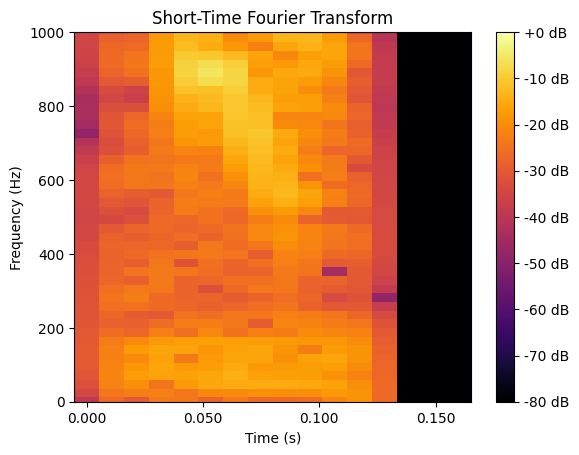 Short-Time Fourier Transform
1000
800
600
400
200
0
Frequency (Hz)
0.000
0.050
0.100
0.150
Time (s)
+0 dB
-10 dB
-20 dB
-30 dB
-40 dB
-50 dB
-60 dB
-70 dB
-80 dB